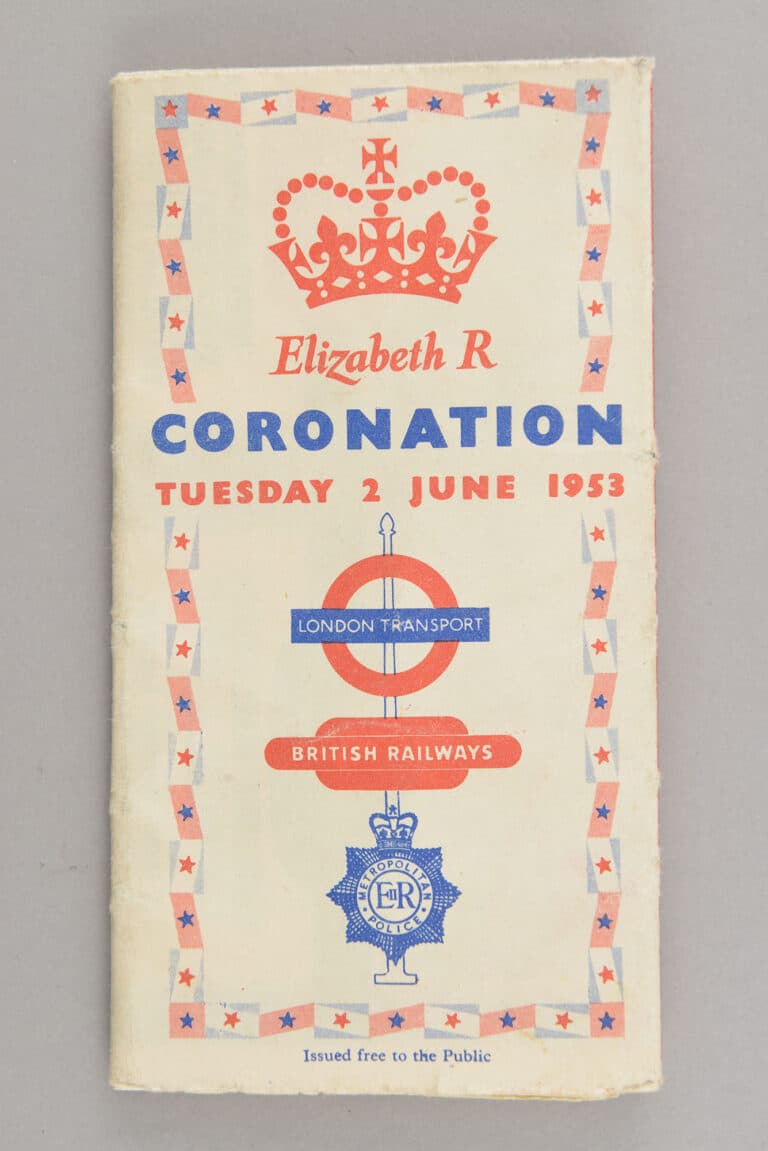 Elizabeth R
CORONATION
TUESDAY 2 JUNE 1953
LONDON TRANSPORT
BRITISH RAILWAYS
METROPOLITAN
EIIR
POLICE
Issued free to the Public